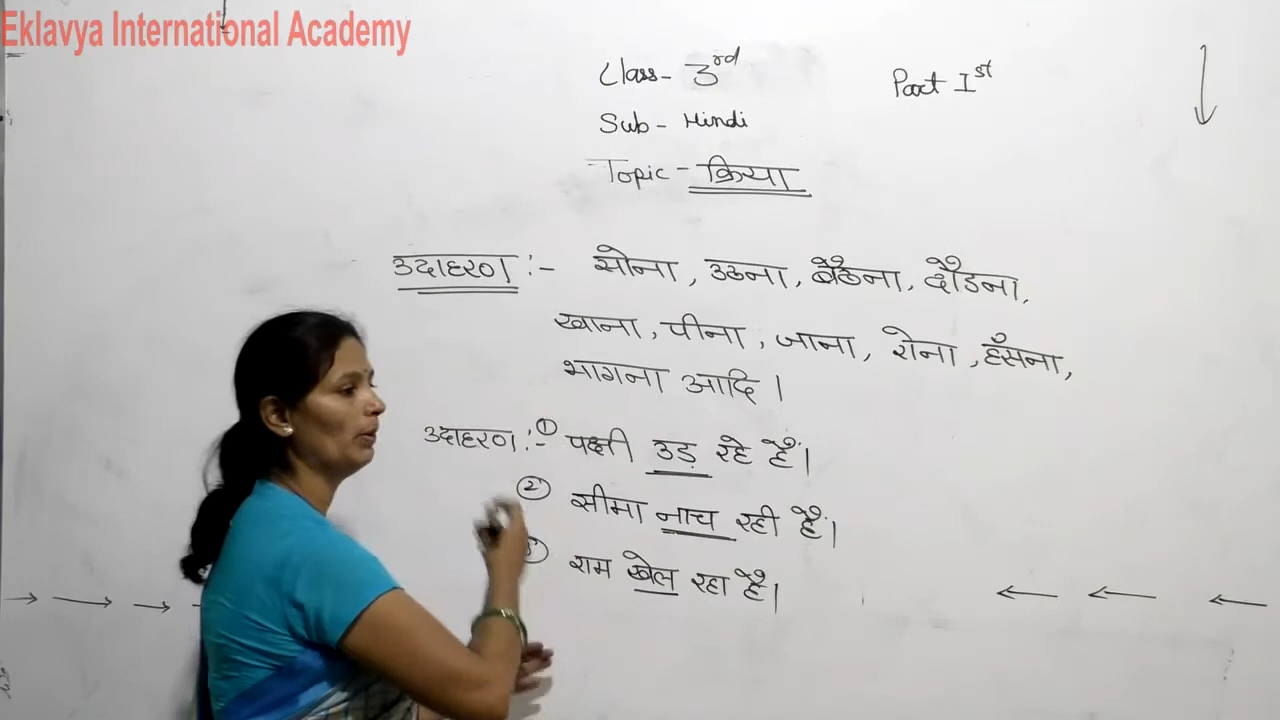 Eklavya International Academy
Class - 3rd
Part Ist
Sub - Hindi
Topic - क्रिया
उदाहरण :- सोना, उठना, बैठना, दौडना,
खाना, पीना, जाना, रोना, हँसना,
भागना आदि।
उदाहरण :- ① पक्षी उड़ रहे हैं।
② सीमा नाच रही हैं।
राम खेल रहा है।